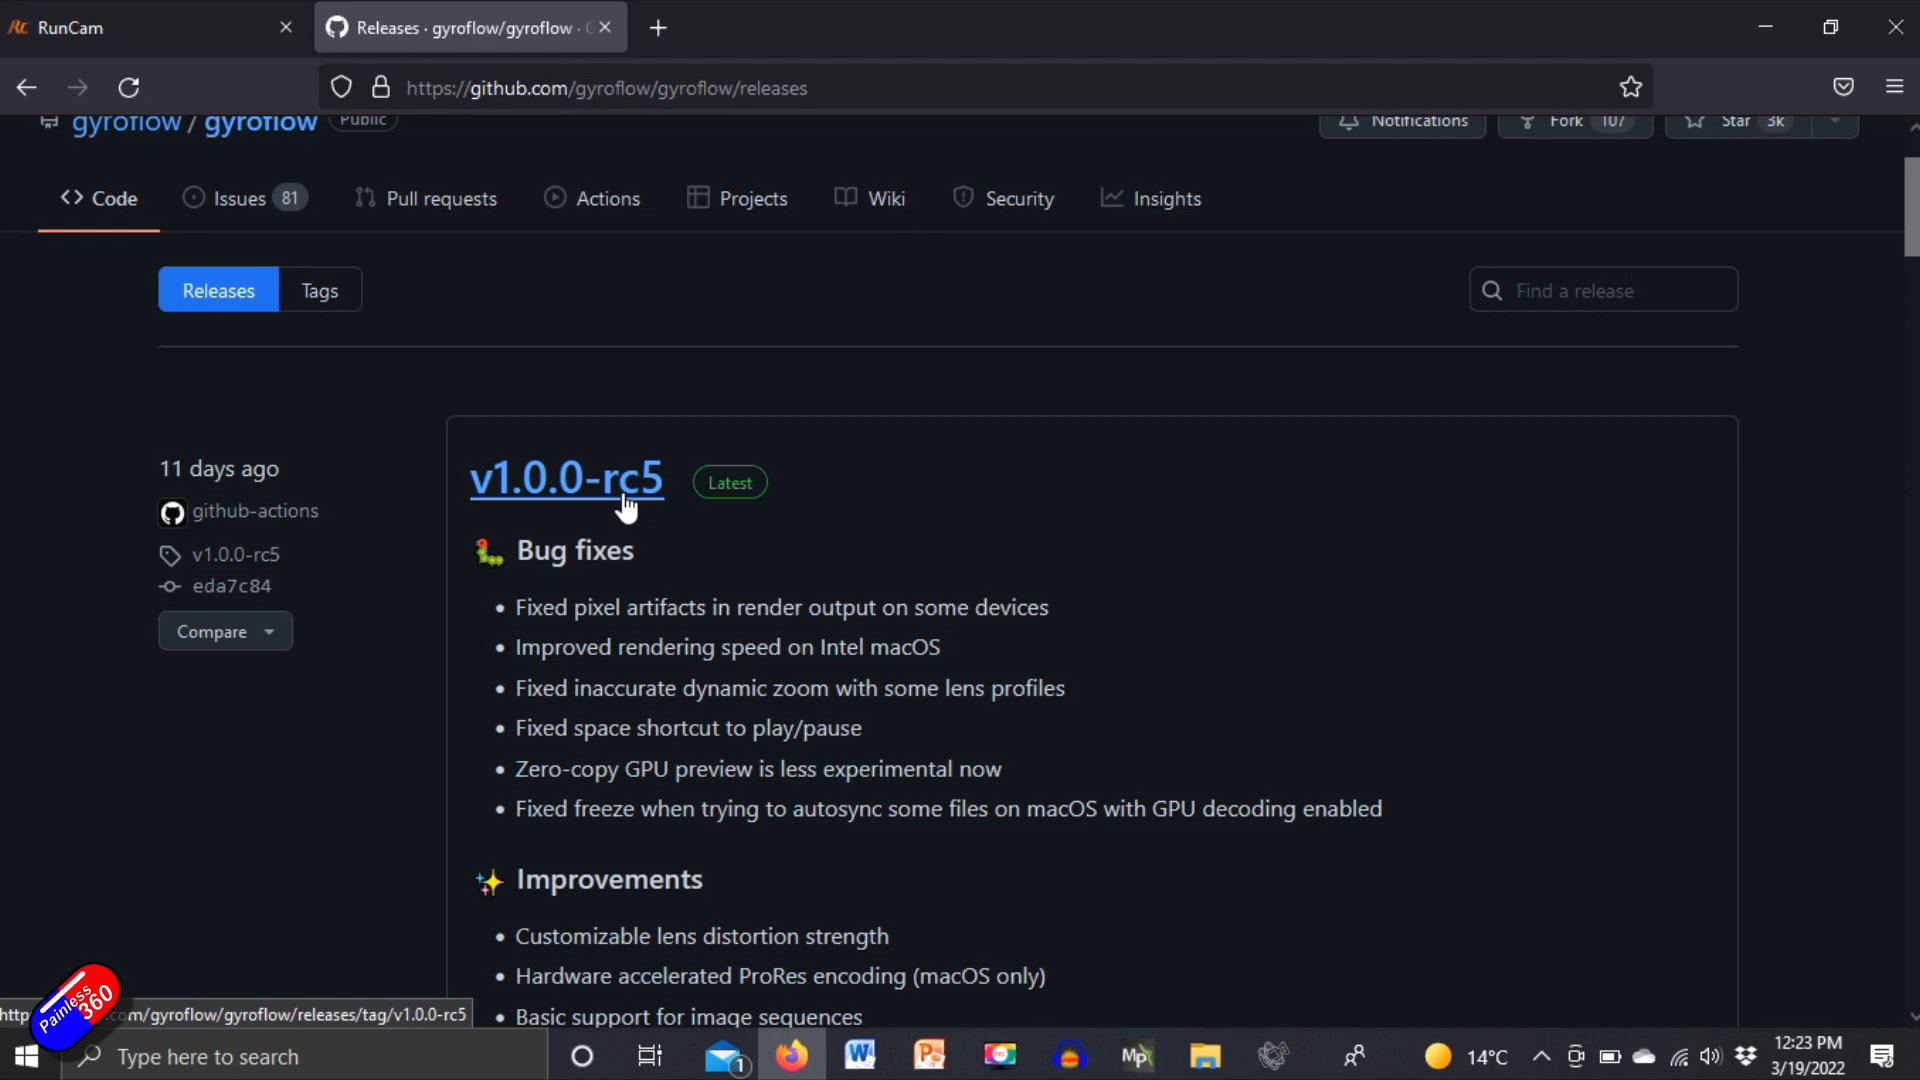 RunCam
Releases · gyroflow/gyroflow ·
https://github.com/gyroflow/gyroflow/releases
gyroflow / gyroflow Public
Notifications Fork 107 Star 3k
Code Issues 81 Pull requests Actions Projects Wiki Security Insights
Releases Tags Find a release
11 days ago
github-actions
v1.0.0-rc5
eda7c84
Compare
v1.0.0-rc5 Latest
Bug fixes
• Fixed pixel artifacts in render output on some devices
• Improved rendering speed on Intel macOS
• Fixed inaccurate dynamic zoom with some lens profiles
• Fixed space shortcut to play/pause
• Zero-copy GPU preview is less experimental now
• Fixed freeze when trying to autosync some files on macOS with GPU decoding enabled
Improvements
• Customizable lens distortion strength
• Hardware accelerated ProRes encoding (macOS only)
• Basic support for image sequences
Painless
360
http com/gyroflow/gyroflow/releases/tag/v1.0.0-rc5
Type here to search
1
14°C
12:23 PM
3/19/2022